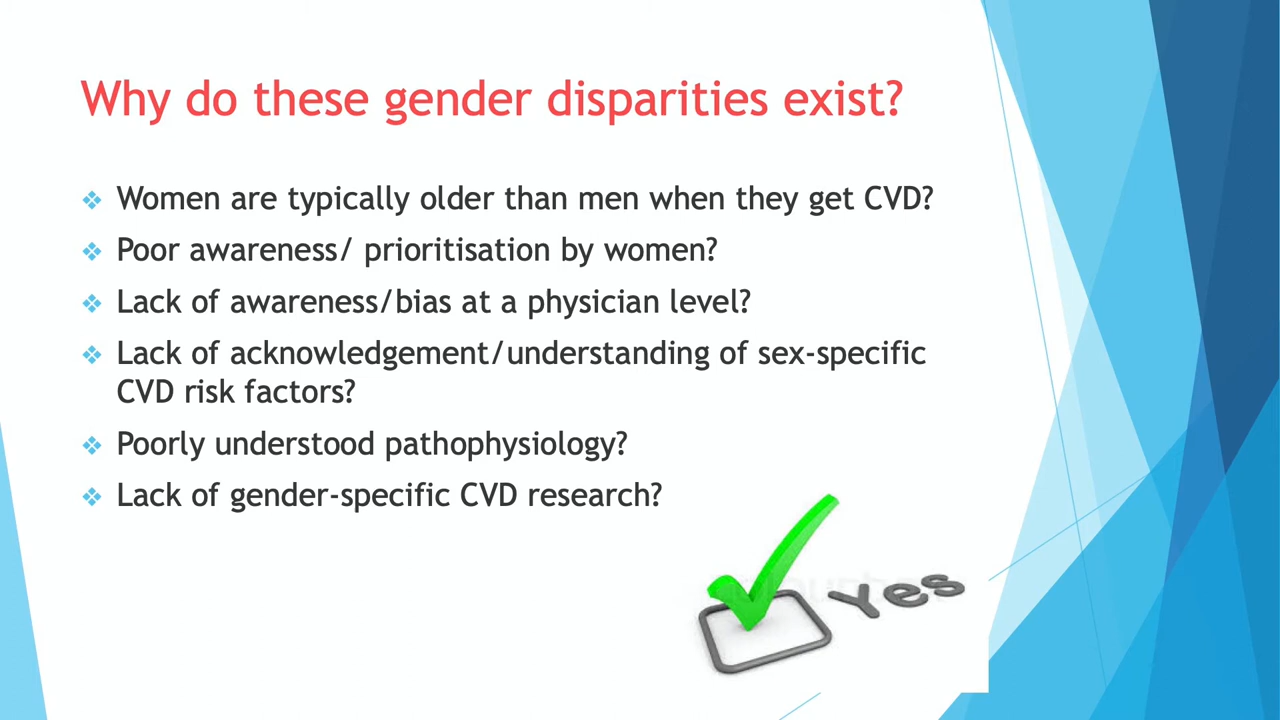 Why do these gender disparities exist?
Women are typically older than men when they get CVD?
Poor awareness/ prioritisation by women?
Lack of awareness/bias at a physician level?
Lack of acknowledgement/understanding of sex-specific
CVD risk factors?
Poorly understood pathophysiology?
Lack of gender-specific CVD research?
Yes